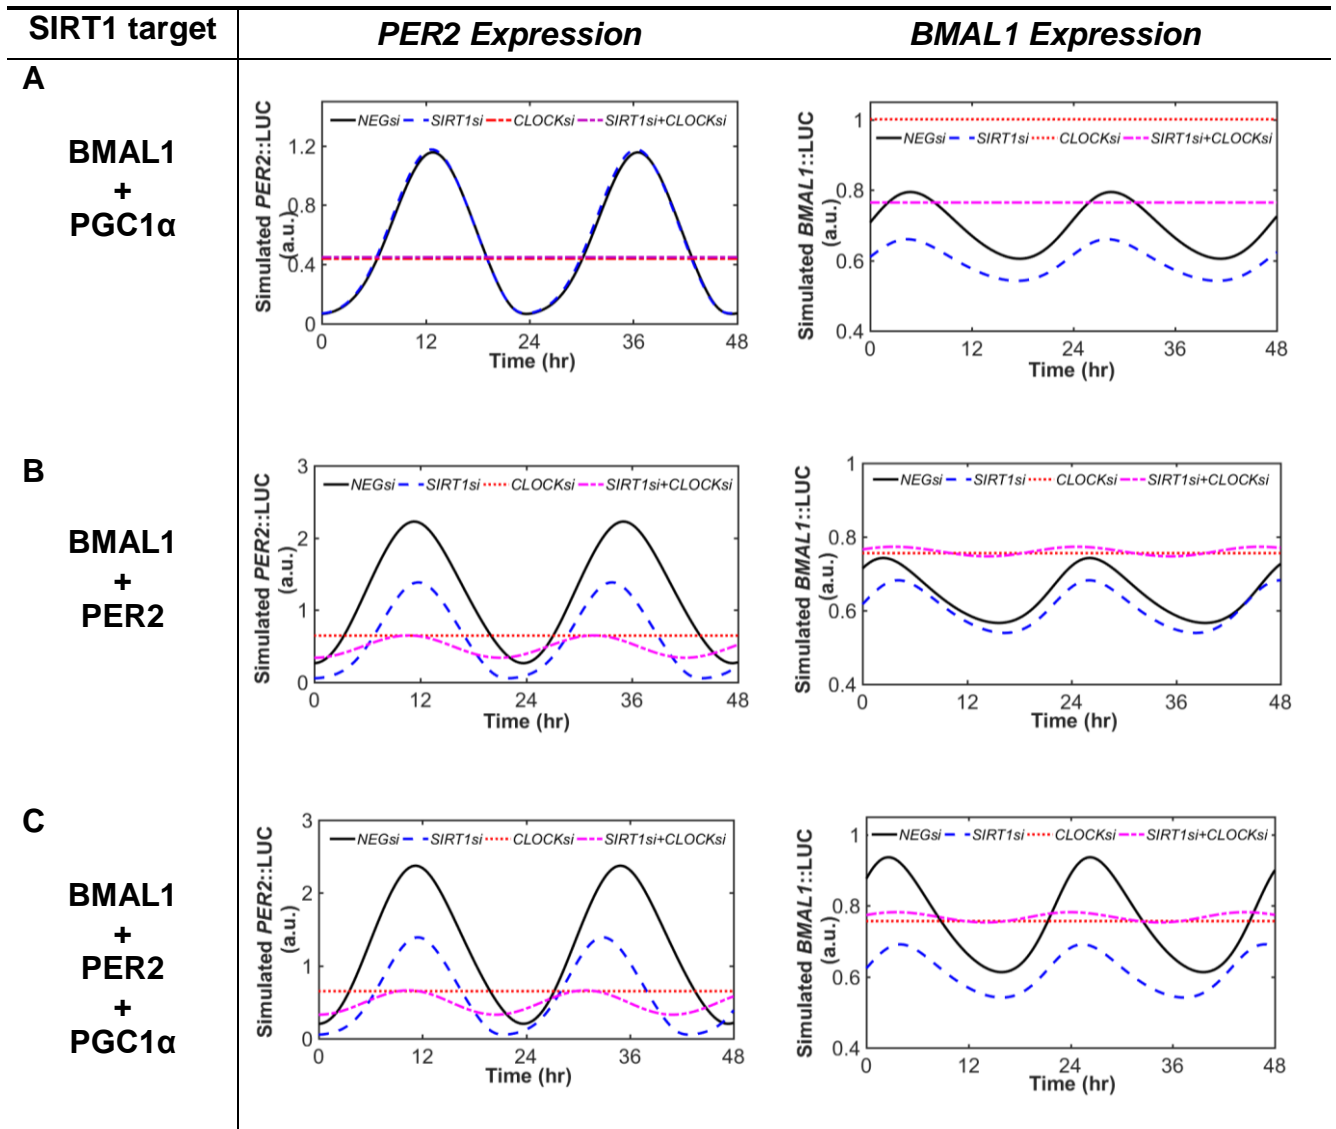 SIRT1 target
PER2 Expression
BMAL1 Expression
A
BMAL1
+
PGC1α
Simulated PER2::LUC
(a.u.)
NEGsi SIRT1si CLOCKsi SIRT1si+CLOCKsi
1.2
0.8
0.4
0
0 12 24 36 48
Time (hr)
Simulated BMAL1::LUC
(a.u.)
NEGsi SIRT1si CLOCKsi SIRT1si+CLOCKsi
1
0.8
0.6
0.4
0 12 24 36 48
Time (hr)
B
BMAL1
+
PER2
Simulated PER2::LUC
(a.u.)
NEGsi SIRT1si CLOCKsi SIRT1si+CLOCKsi
3
2
1
0
0 12 24 36 48
Time (hr)
Simulated BMAL1::LUC
(a.u.)
NEGsi SIRT1si CLOCKsi SIRT1si+CLOCKsi
1
0.8
0.6
0.4
0 12 24 36 48
Time (hr)
C
BMAL1
+
PER2
+
PGC1α
Simulated PER2::LUC
(a.u.)
NEGsi SIRT1si CLOCKsi SIRT1si+CLOCKsi
3
2
1
0
0 12 24 36 48
Time (hr)
Simulated BMAL1::LUC
(a.u.)
NEGsi SIRT1si CLOCKsi SIRT1si+CLOCKsi
1
0.8
0.6
0.4
0 12 24 36 48
Time (hr)